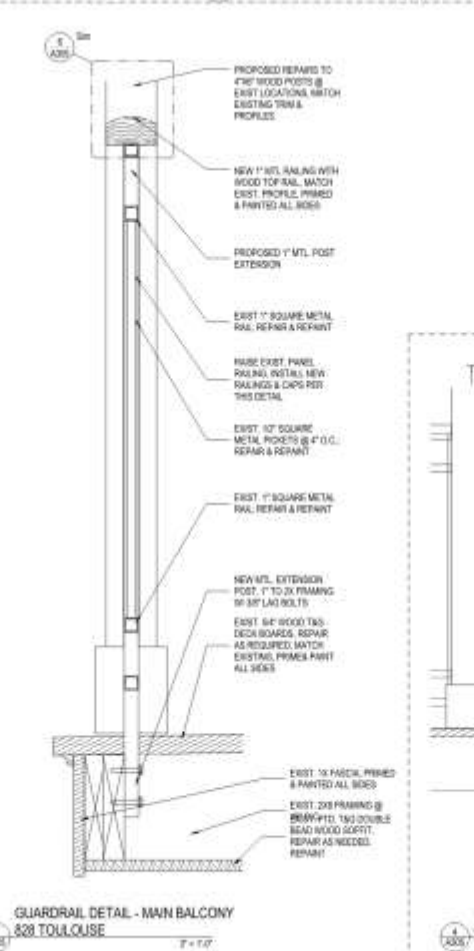 5
PROPOSED REPAIRS TO
4"X6" WOOD POSTS @
EXIST LOCATIONS, MATCH
EXISTING TRIM &
PROFILES
NEW 1" MTL. RAILING WITH
WOOD TOP RAIL, MATCH
EXIST. PROFILE, PRIMED
& PAINTED ALL SIDES
PROPOSED 1" MTL. POST
EXTENSION
EXIST 1" SQUARE METAL
RAIL, REPAIR & REPAINT
RAISE EXIST. PANEL
RAILING, INSTALL NEW
RAILINGS & CAPS PER
THIS DETAIL
EXIST. 1/2" SQUARE
METAL PICKETS @ 4" O.C.,
REPAIR & REPAINT
EXIST. 1" SQUARE METAL
RAIL, REPAIR & REPAINT
NEW MTL. EXTENSION
POST, 1" TO 2X FRAMING
W/ 3/8" LAG BOLTS
EXIST. 5/4" WOOD T&G
DECK BOARDS, REPAIR
AS REQUIRED, MATCH
EXISTING, PRIME& PAINT
ALL SIDES
EXIST. 1X FASCIA, PRIMED
& PAINTED ALL SIDES
EXIST. 2X8 FRAMING @
PTD. T&G DOUBLE
BEAD WOOD SOFFIT,
REPAIR AS NEEDED,
REPAINT
GUARDRAIL DETAIL - MAIN BALCONY
828 TOULOUSE
3" = 1'-0"
T
4